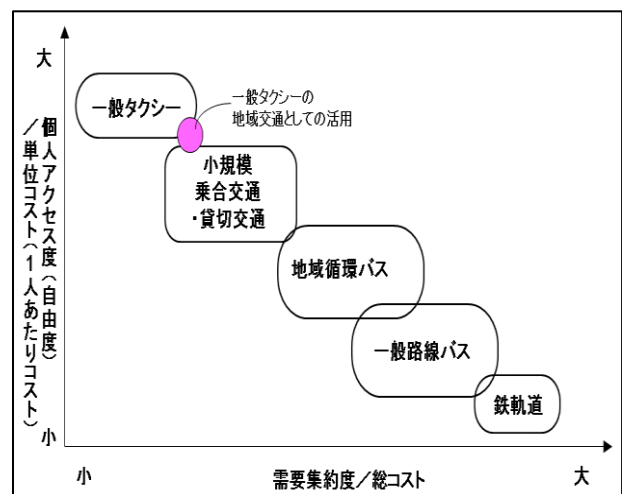 大
一般タクシー
一般タクシーの
地域交通としての活用
小規模
乗合交通
・貸切交通
地域循環バス
一般路線バス
鉄軌道
個人アクセス度(自由度)
/単位コスト(1人あたりコスト)
小
小
需要集約度/総コスト
大